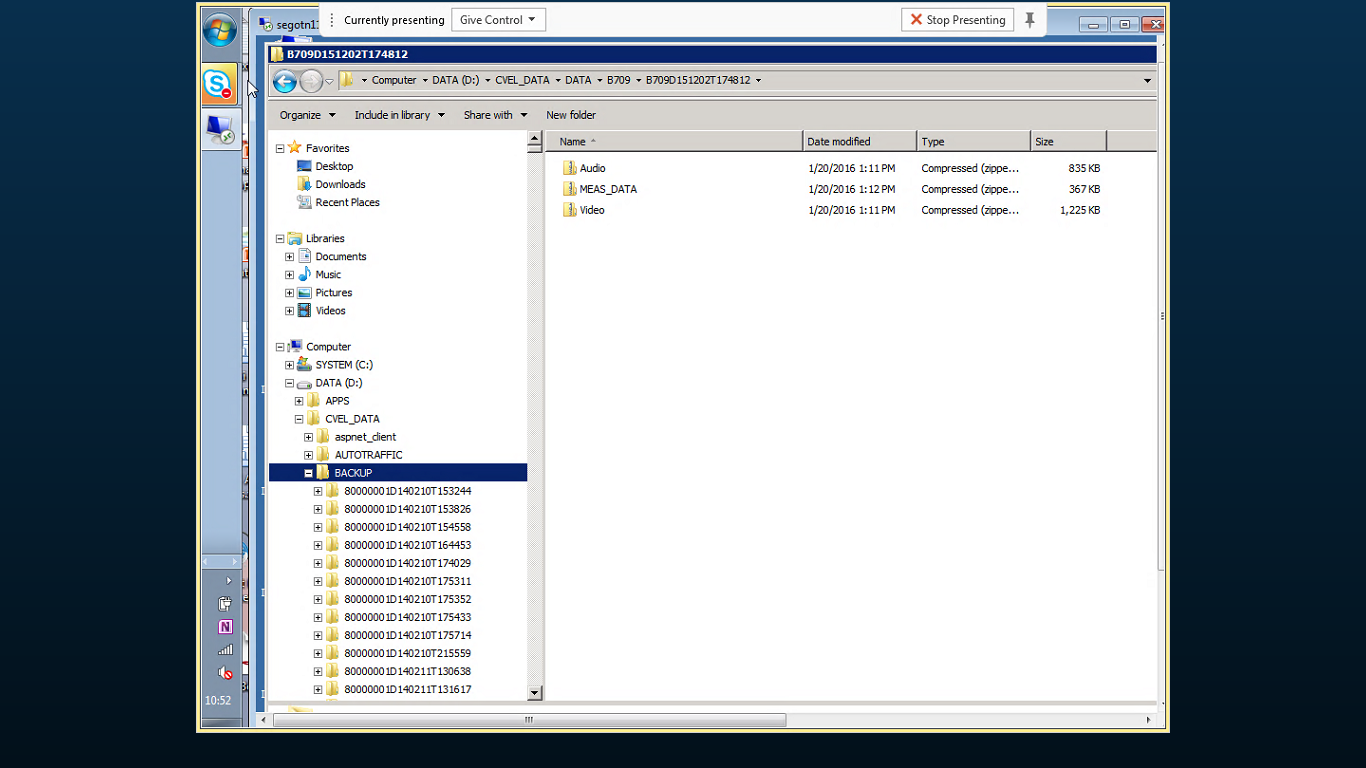 segotn11
Currently presenting
Give Control
Stop Presenting
B709D151202T174812
Computer
DATA (D:)
CVEL_DATA
DATA
B709
B709D151202T174812
Organize
Include in library
Share with
New folder
Name
Date modified
Type
Size
Audio 1/20/2016 1:11 PM Compressed (zippe... 835 KB
MEAS_DATA 1/20/2016 1:12 PM Compressed (zippe... 367 KB
Video 1/20/2016 1:11 PM Compressed (zippe... 1,225 KB
Favorites
Desktop
Downloads
Recent Places
Libraries
Documents
Music
Pictures
Videos
Computer
SYSTEM (C:)
DATA (D:)
APPS
CVEL_DATA
aspnet_client
AUTOTRAFFIC
BACKUP
80000001D140210T153244
80000001D140210T153826
80000001D140210T154558
80000001D140210T164453
80000001D140210T174029
80000001D140210T175311
80000001D140210T175352
80000001D140210T175433
80000001D140210T175714
80000001D140210T215559
80000001D140211T130638
80000001D140211T131617
10:52